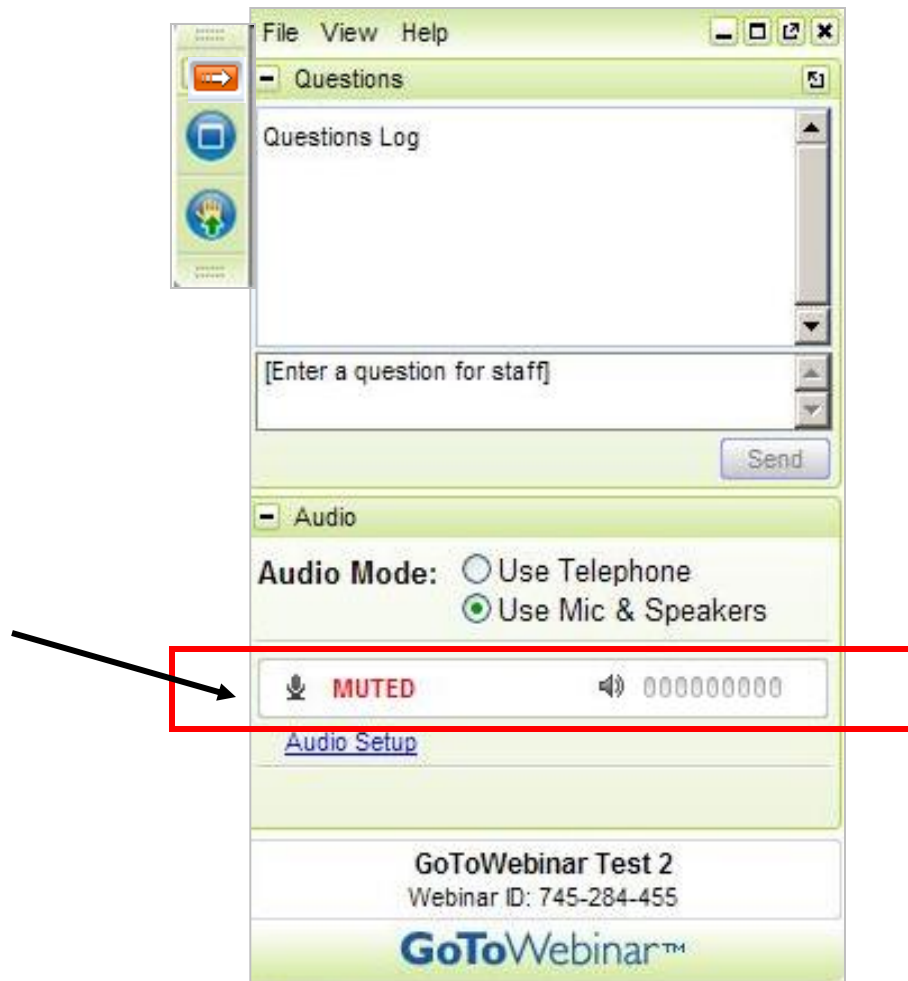 File View Help
Questions
Questions Log
[Enter a question for staff]
Send
Audio
Audio Mode: Use Telephone
Use Mic & Speakers
MUTED 000000000
Audio Setup
GoToWebinar Test 2
Webinar ID: 745-284-455
GoToWebinar™